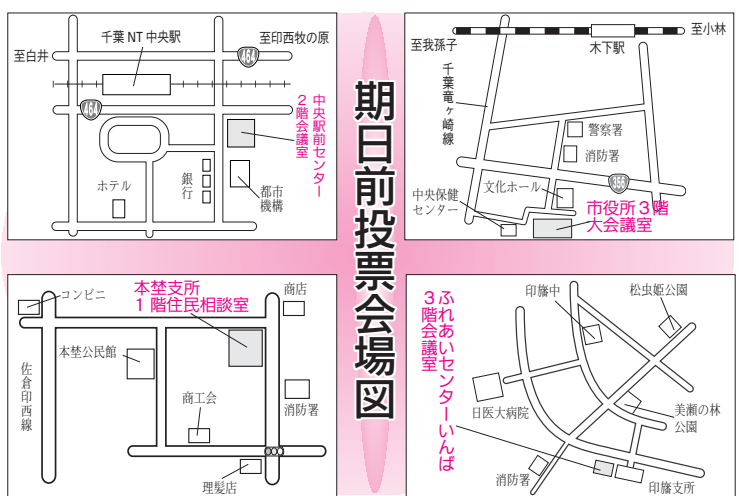 期日前投票会場図
千葉NT中央駅
464
至印西牧の原
至白井
464
中央駅前センター
2階会議室
ホテル
銀行
都市
機構
至小林
至我孫子
木下駅
千葉竜ヶ崎線
警察署
消防署
356
文化ホール
中央保健
センター
市役所3階
大会議室
コンビニ
本埜支所
1階住民相談室
商店
本埜公民館
佐倉印西線
商工会
消防署
理髪店
ふれあいセンターいんば
3階会議室
印旛中
松虫姫公園
日医大病院
美瀬の林
公園
消防署
印旛支所